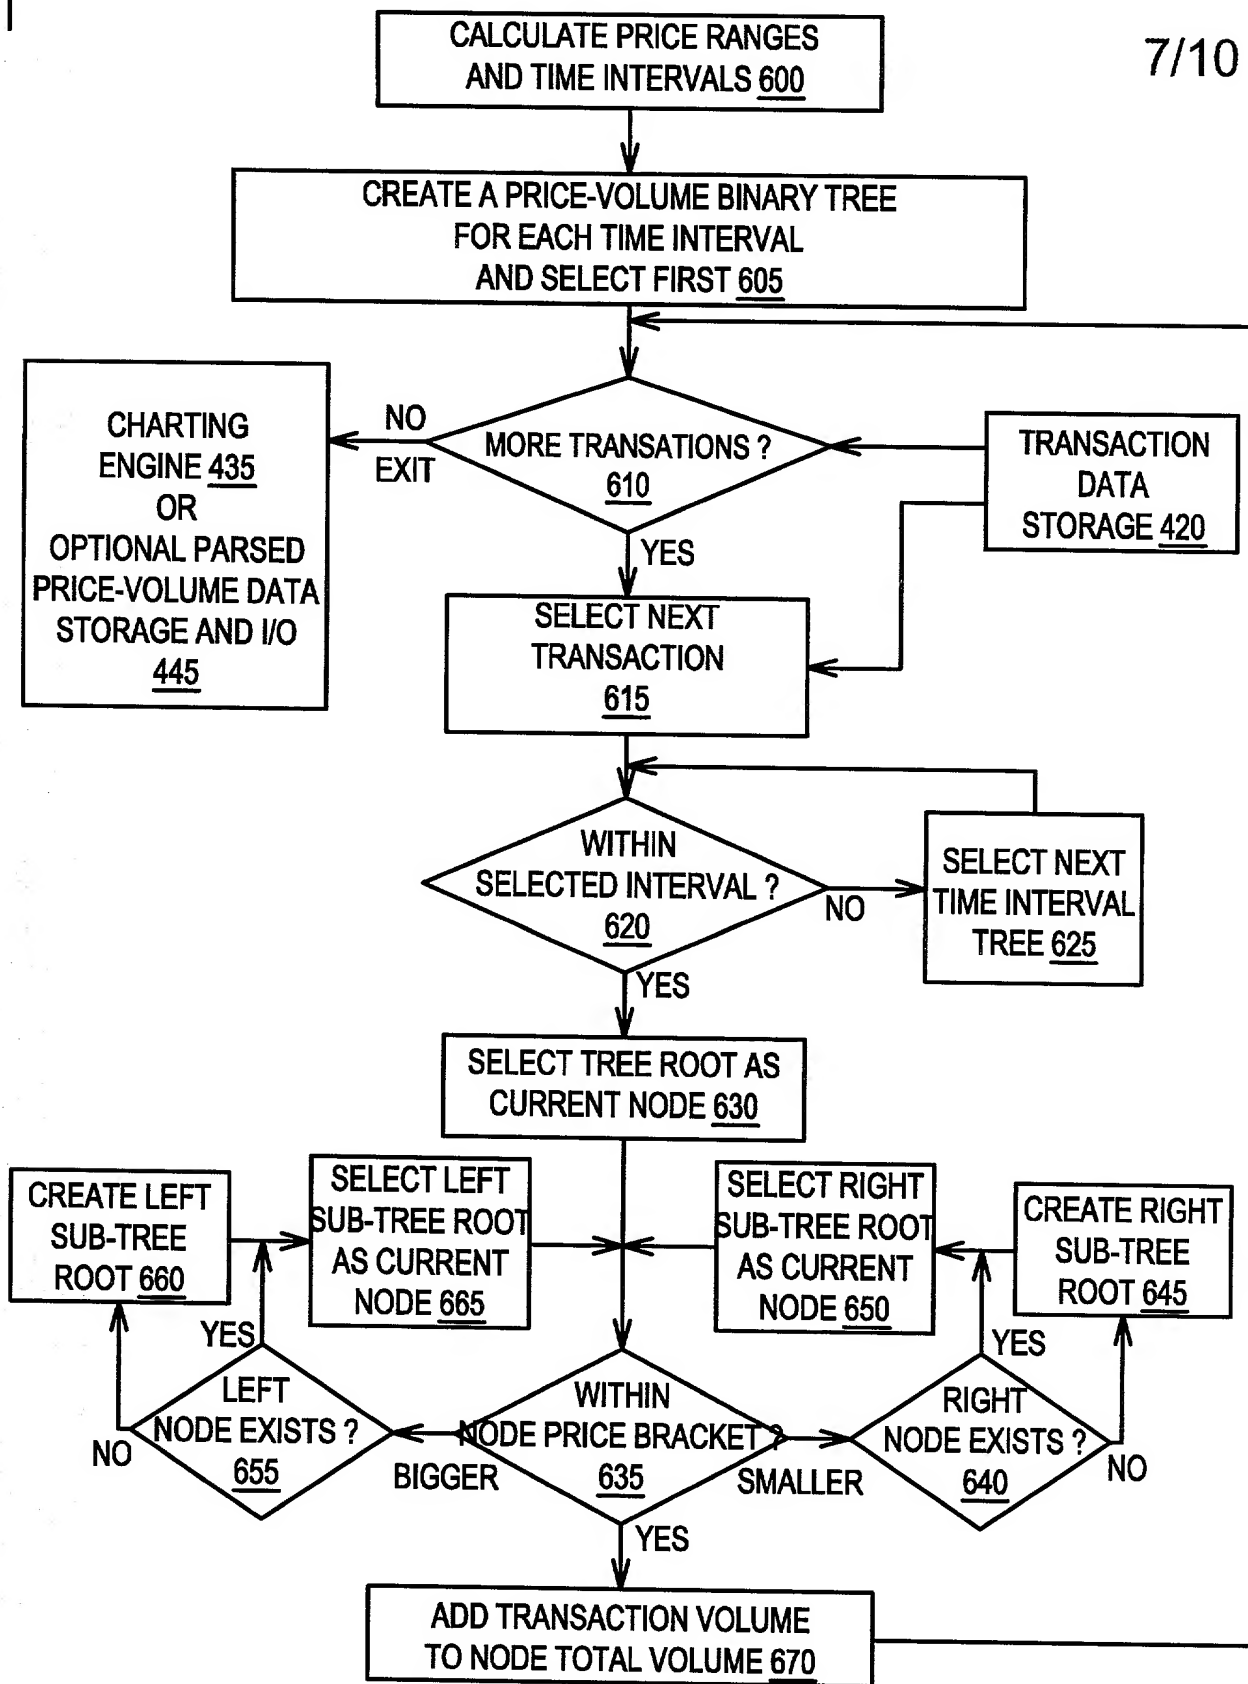 7/10
CALCULATE PRICE RANGES
AND TIME INTERVALS 600
CREATE A PRICE-VOLUME BINARY TREE
FOR EACH TIME INTERVAL
AND SELECT FIRST 605
CHARTING
ENGINE 435
OR
OPTIONAL PARSED
PRICE-VOLUME DATA
STORAGE AND I/O
445
NO
EXIT
MORE TRANSATIONS ?
610
YES
TRANSACTION
DATA
STORAGE 420
SELECT NEXT
TRANSACTION
615
WITHIN
SELECTED INTERVAL ?
620
NO
YES
SELECT NEXT
TIME INTERVAL
TREE 625
SELECT TREE ROOT AS
CURRENT NODE 630
CREATE LEFT
SUB-TREE
ROOT 660
SELECT LEFT
SUB-TREE ROOT
AS CURRENT
NODE 665
SELECT RIGHT
SUB-TREE ROOT
AS CURRENT
NODE 650
CREATE RIGHT
SUB-TREE
ROOT 645
YES
LEFT
NODE EXISTS ?
655
NO
BIGGER
WITHIN
NODE PRICE BRACKET ?
635
SMALLER
YES
YES
RIGHT
NODE EXISTS ?
640
NO
ADD TRANSACTION VOLUME
TO NODE TOTAL VOLUME 670